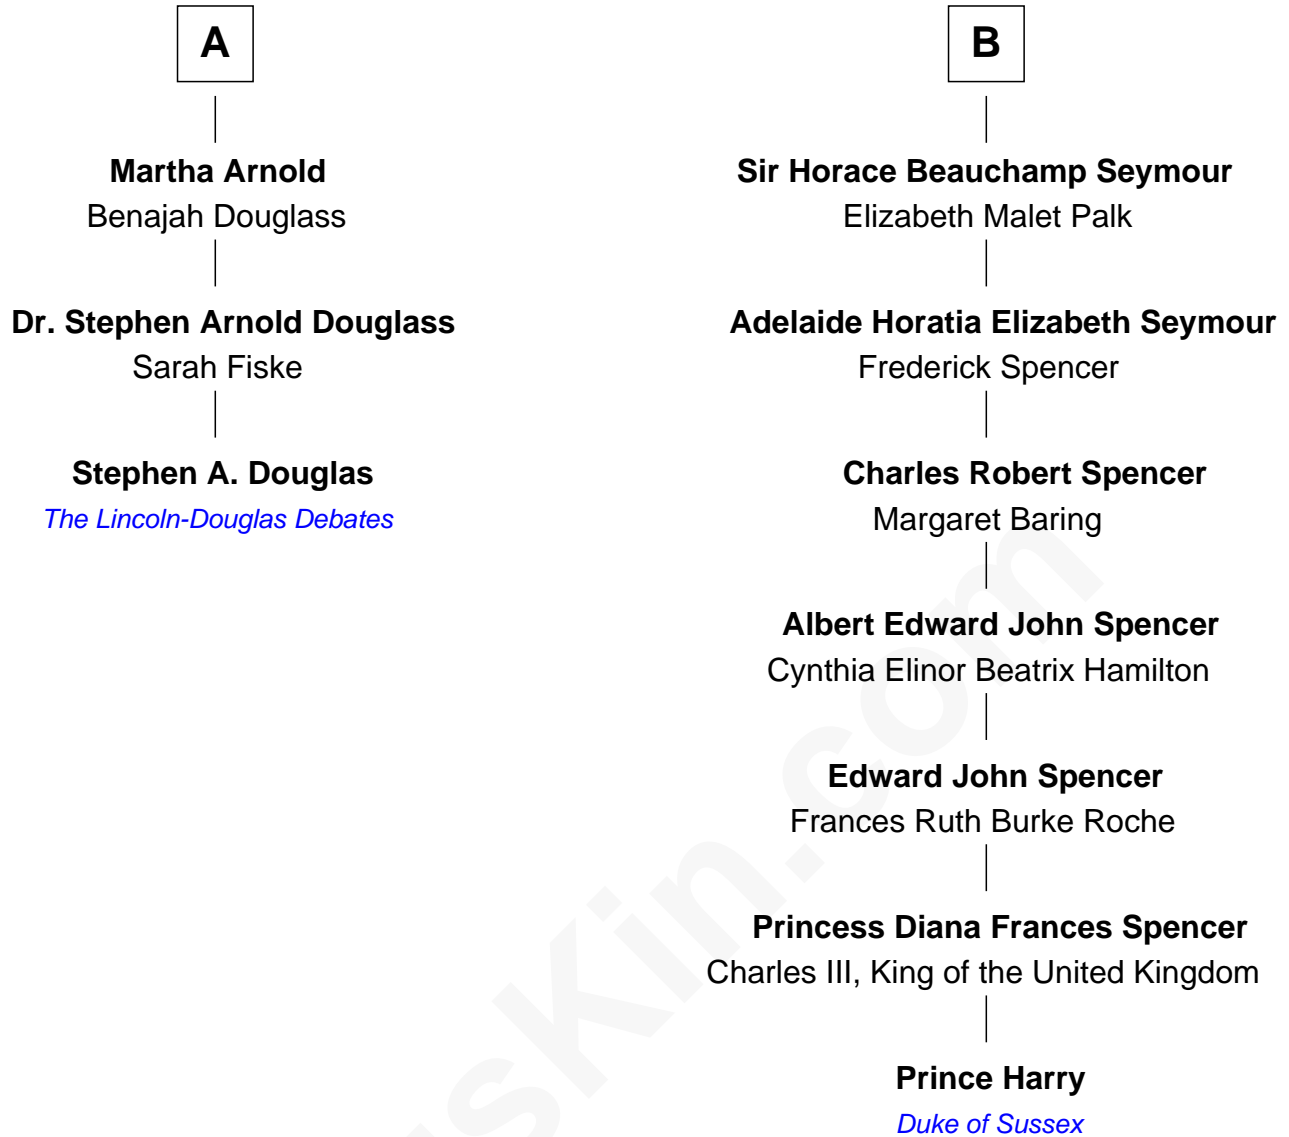 A
Martha Arnold
Benajah Douglass
Dr. Stephen Arnold Douglass
Sarah Fiske
Stephen A. Douglas
The Lincoln-Douglas Debates
B
Sir Horace Beauchamp Seymour
Elizabeth Malet Palk
Adelaide Horatia Elizabeth Seymour
Frederick Spencer
Charles Robert Spencer
Margaret Baring
Albert Edward John Spencer
Cynthia Elinor Beatrix Hamilton
Edward John Spencer
Frances Ruth Burke Roche
Princess Diana Frances Spencer
Charles III, King of the United Kingdom
Prince Harry
Duke of Sussex